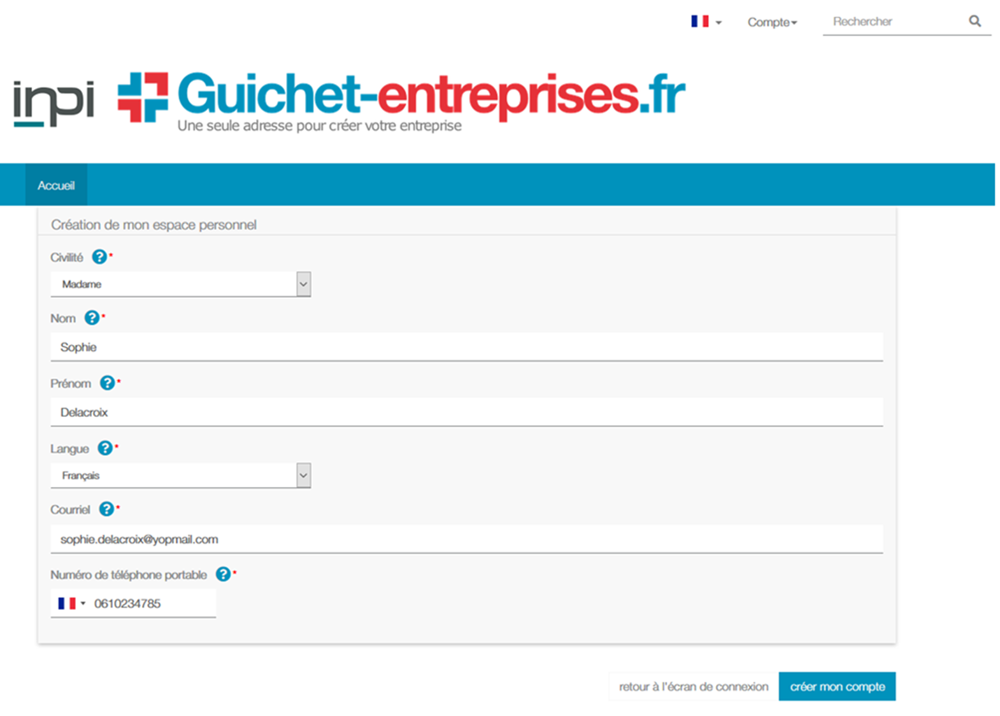 Compte
Rechercher
inpi Guichet-entreprises.fr
Une seule adresse pour créer votre entreprise
Accueil
Création de mon espace personnel
Civilité ? *
Madame
Nom ? *
Sophie
Prénom ? *
Delacroix
Langue ? *
Français
Courriel ? *
sophie.delacroix@yopmail.com
Numéro de téléphone portable ? *
0610234785
retour à l'écran de connexion créer mon compte